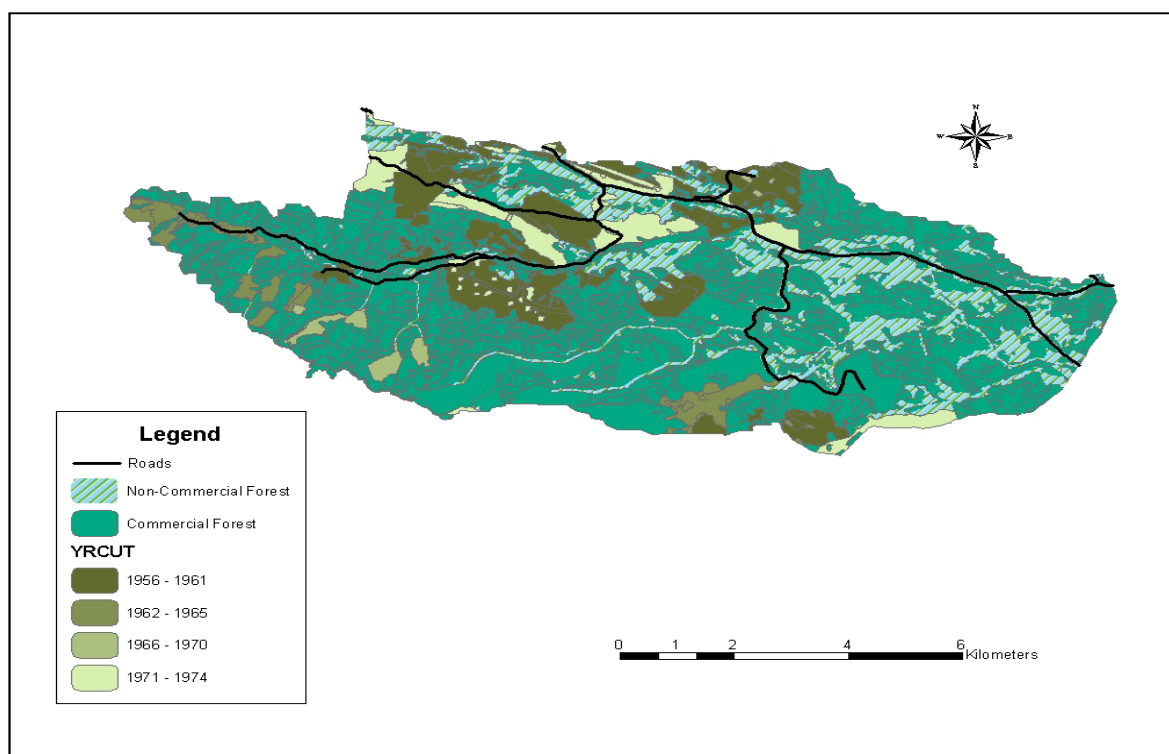 N
W E
S
Legend
Roads
Non-Commercial Forest
Commercial Forest
YRCUT
1956 - 1961
1962 - 1965
1966 - 1970
1971 - 1974
0 1 2 4 6
Kilometers